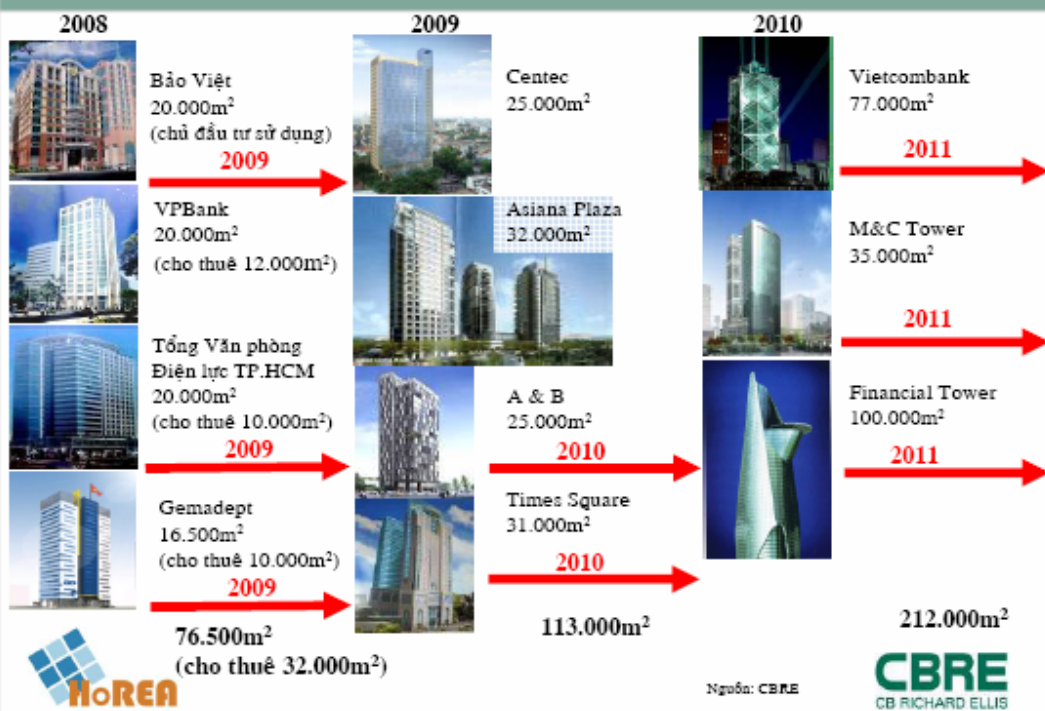 2008
Bảo Việt
20.000m²
(chủ đầu tư sử dụng)
2009
VPBank
20.000m²
(cho thuê 12.000m²)
Tổng Văn phòng
Điện lực TP.HCM
20.000m²
(cho thuê 10.000m²)
2009
Gemadept
16.500m²
(cho thuê 10.000m²)
2009
76.500m²
(cho thuê 32.000m²)
2009
Centec
25.000m²
Asiana Plaza
32.000m²
A & B
25.000m²
2010
Times Square
31.000m²
2010
113.000m²
2010
Vietcombank
77.000m²
2011
M&C Tower
35.000m²
2011
Financial Tower
100.000m²
2011
212.000m²
HoREA
Nguồn: CBRE
CBRE
CB RICHARD ELLIS